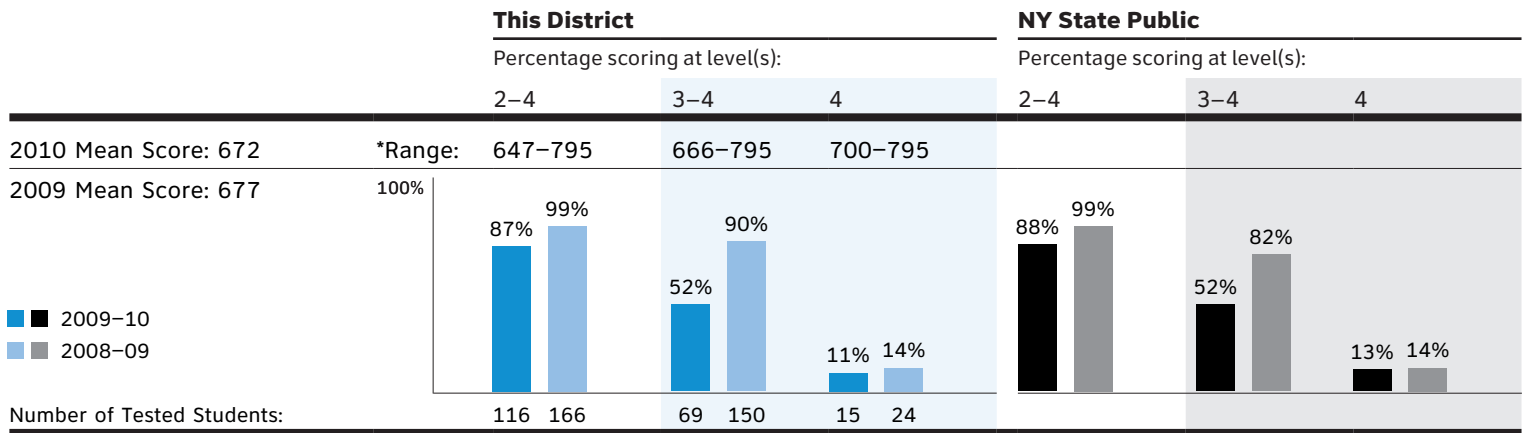 This District NY State Public
Percentage scoring at level(s): Percentage scoring at level(s):
2–4 3–4 4 2–4 3–4 4
2010 Mean Score: 672 *Range: 647–795 666–795 700–795
2009 Mean Score: 677 100%
87% 99% 52% 90% 11% 14% 88% 99% 52% 82% 13% 14%
2009–10
2008–09
Number of Tested Students: 116 166 69 150 15 24